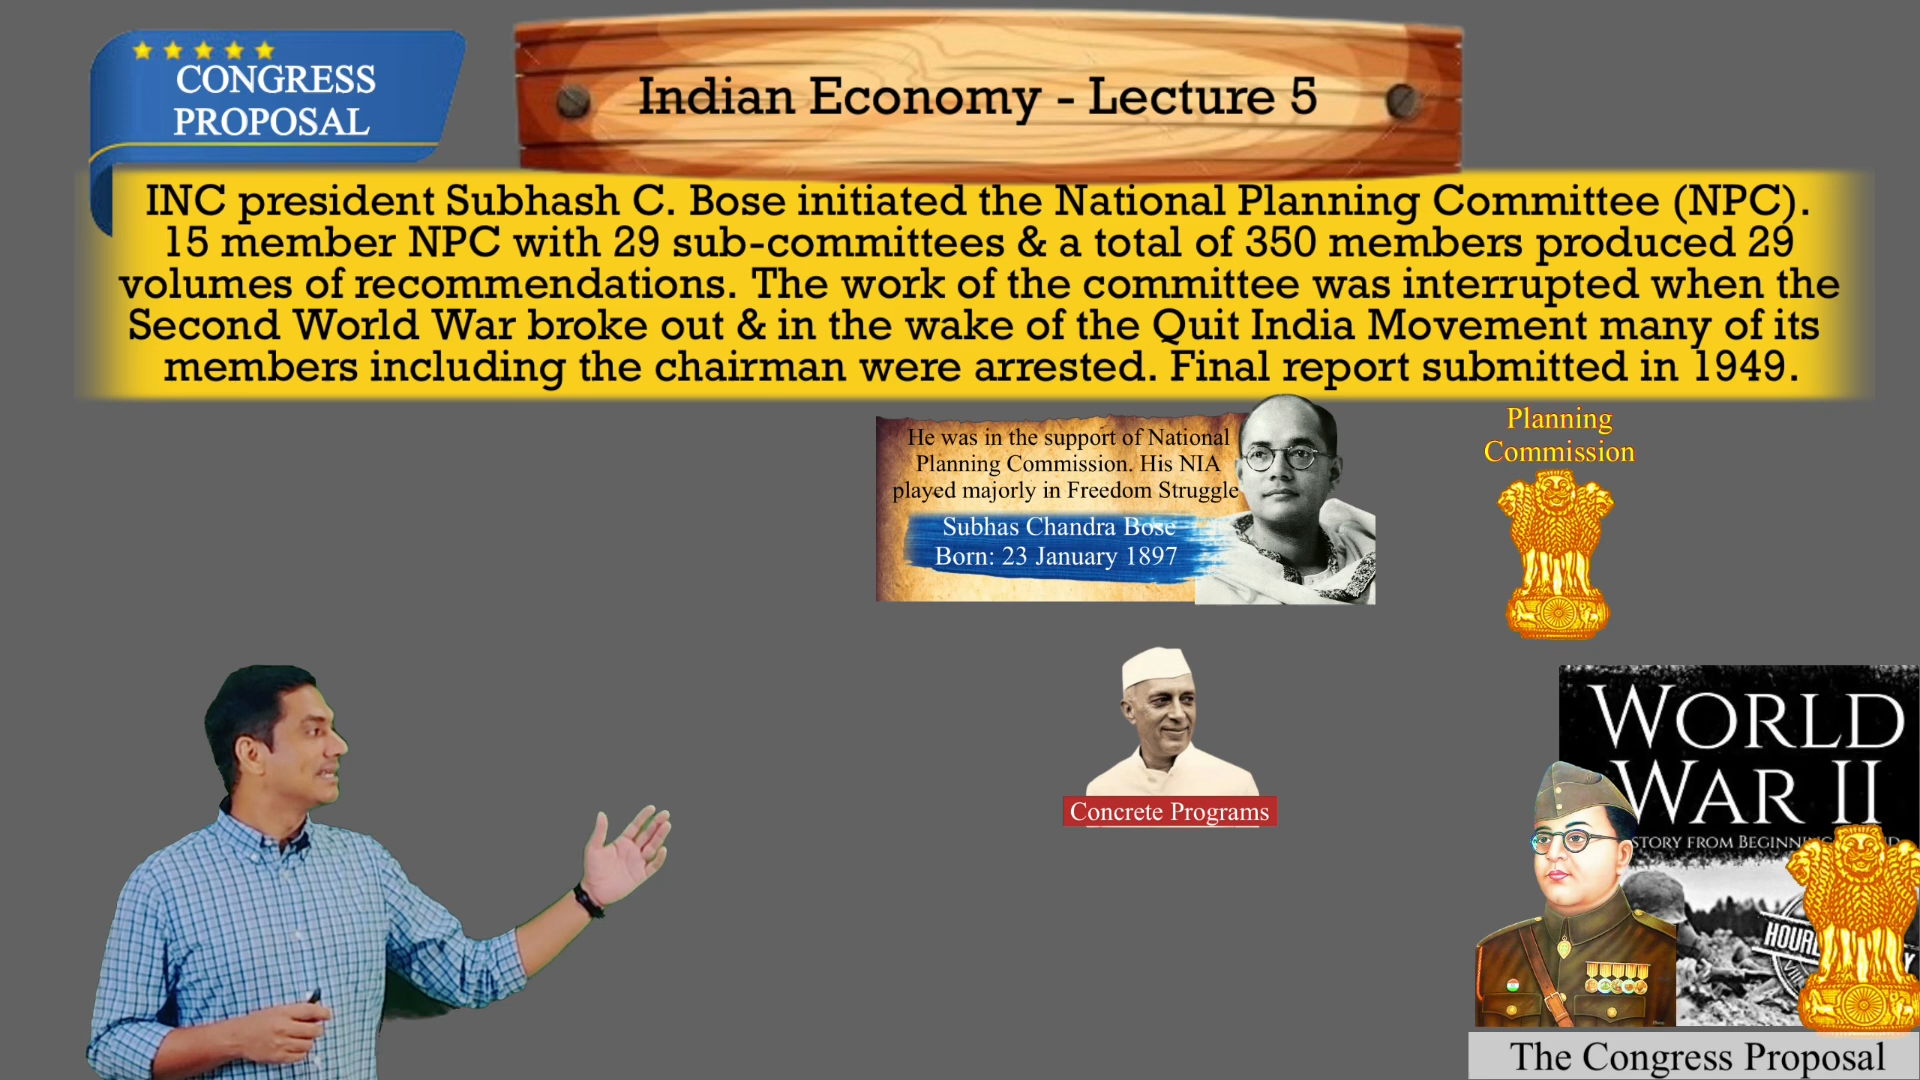 CONGRESS
PROPOSAL
Indian Economy - Lecture 5
INC president Subhash C. Bose initiated the National Planning Committee (NPC).
15 member NPC with 29 sub-committees & a total of 350 members produced 29
volumes of recommendations. The work of the committee was interrupted when the
Second World War broke out & in the wake of the Quit India Movement many of its
members including the chairman were arrested. Final report submitted in 1949.
He was in the support of National
Planning Commission. His NIA
played majorly in Freedom Struggle
Subhas Chandra Bose
Born: 23 January 1897
Planning
Commission
Concrete Programs
WORLD
WAR II
STORY FROM
The Congress Proposal